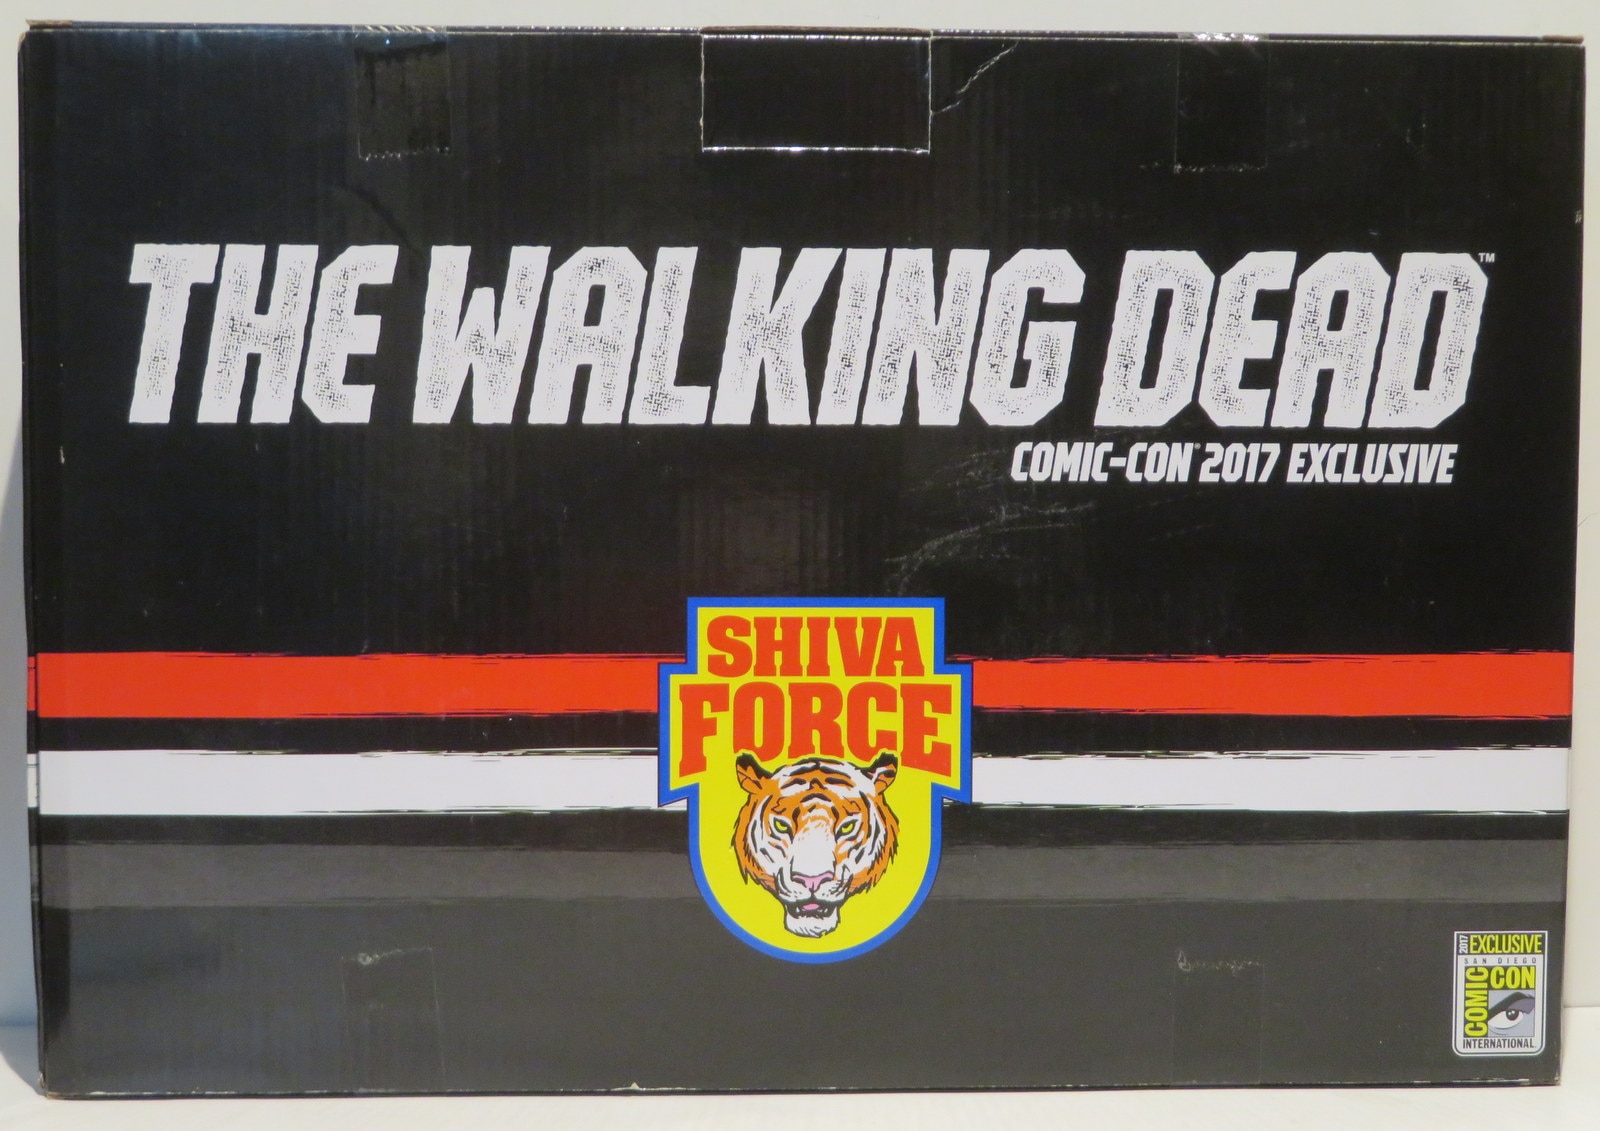 THE WALKING DEAD™
COMIC-CON® 2017 EXCLUSIVE
SHIVA
FORCE
2017 EXCLUSIVE
SAN DIEGO
COMIC CON
INTERNATIONAL